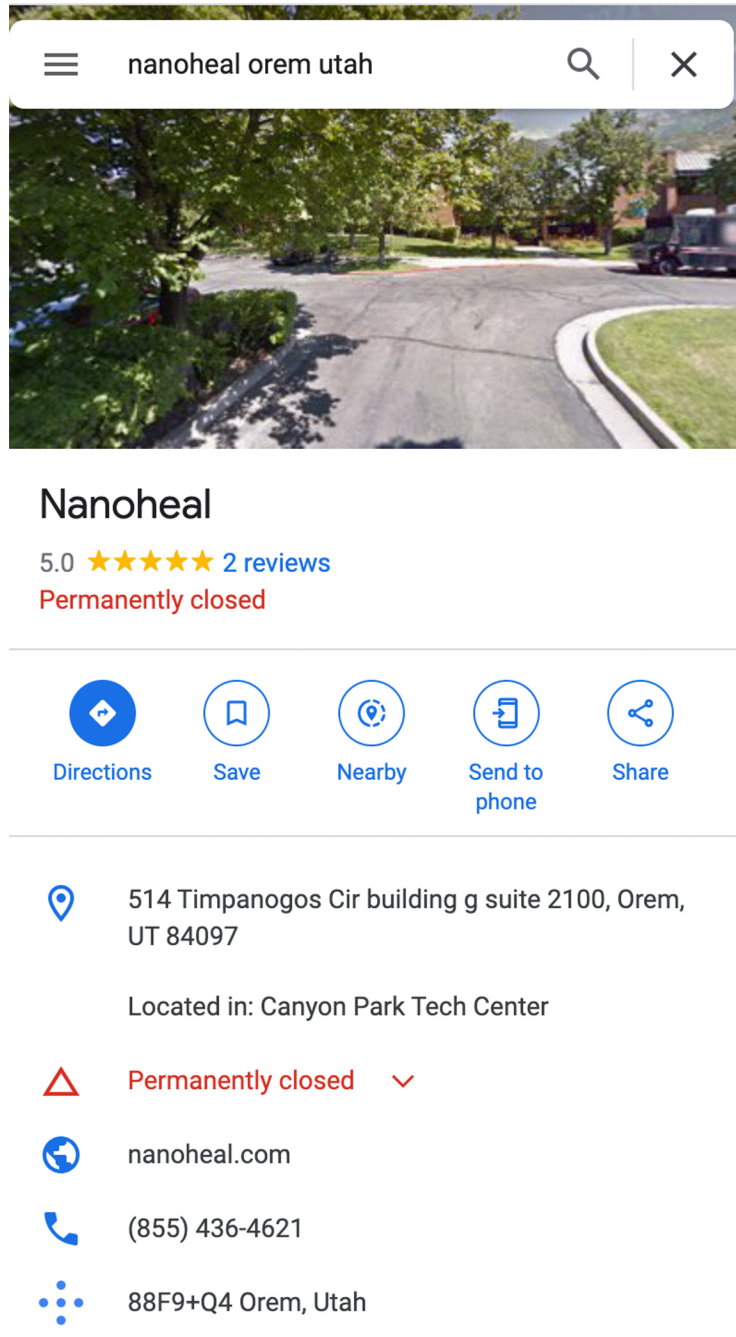 nanoheal orem utah
Nanoheal
5.0 2 reviews
Permanently closed
Directions
Save
Nearby
Send to
phone
Share
514 Timpanogos Cir building g suite 2100, Orem,
UT 84097
Located in: Canyon Park Tech Center
Permanently closed
nanoheal.com
(855) 436-4621
88F9+Q4 Orem, Utah